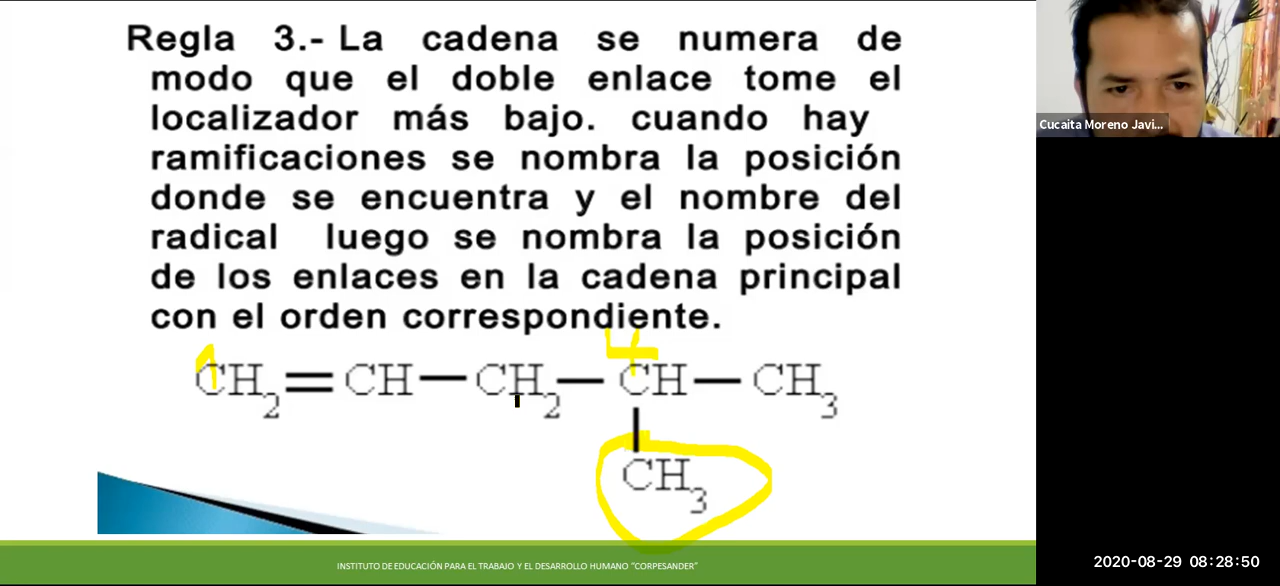 Regla 3.- La cadena se numera de
modo que el doble enlace tome el
localizador más bajo. cuando hay
ramificaciones se nombra la posición
donde se encuentra y el nombre del
radical luego se nombra la posición
de los enlaces en la cadena principal
con el orden correspondiente.
1 4
CH2=CH—CH2—CH—CH3
CH3
INSTITUTO DE EDUCACIÓN PARA EL TRABAJO Y EL DESARROLLO HUMANO "CORPESANDER"
Cucaita Moreno Javi...
2020-08-29 08:28:50